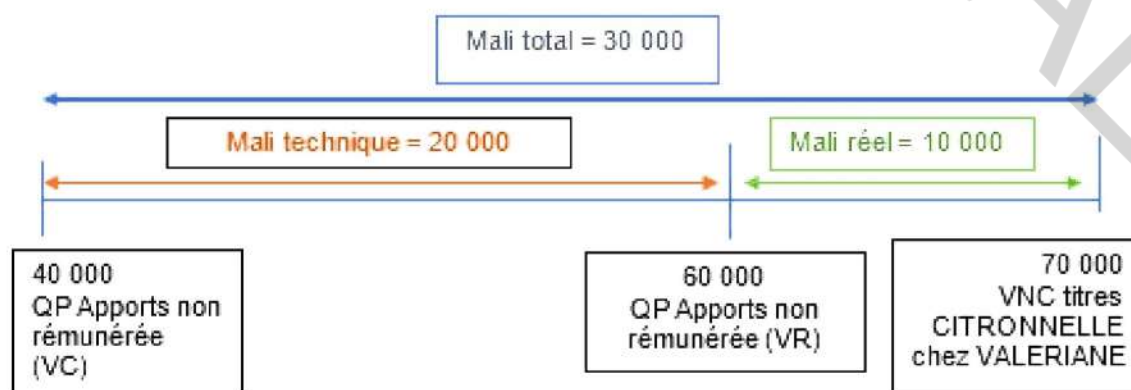 Mali total = 30 000
Mali technique = 20 000
Mali réel = 10 000
40 000
QP Apports non
rémunérée
(VC)
60 000
QP Apports non
rémunérée (VR)
70 000
VNC titres
CITRONNELLE
chez VALERIANE